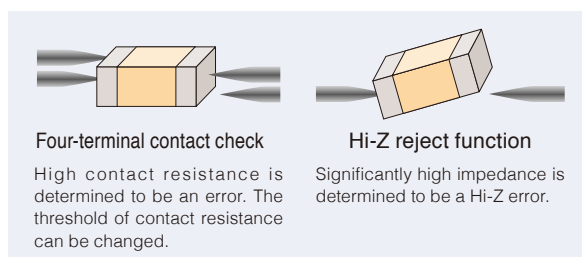 Four-terminal contact check
High contact resistance is
determined to be an error. The
threshold of contact resistance
can be changed.
Hi-Z reject function
Significantly high impedance is
determined to be a Hi-Z error.